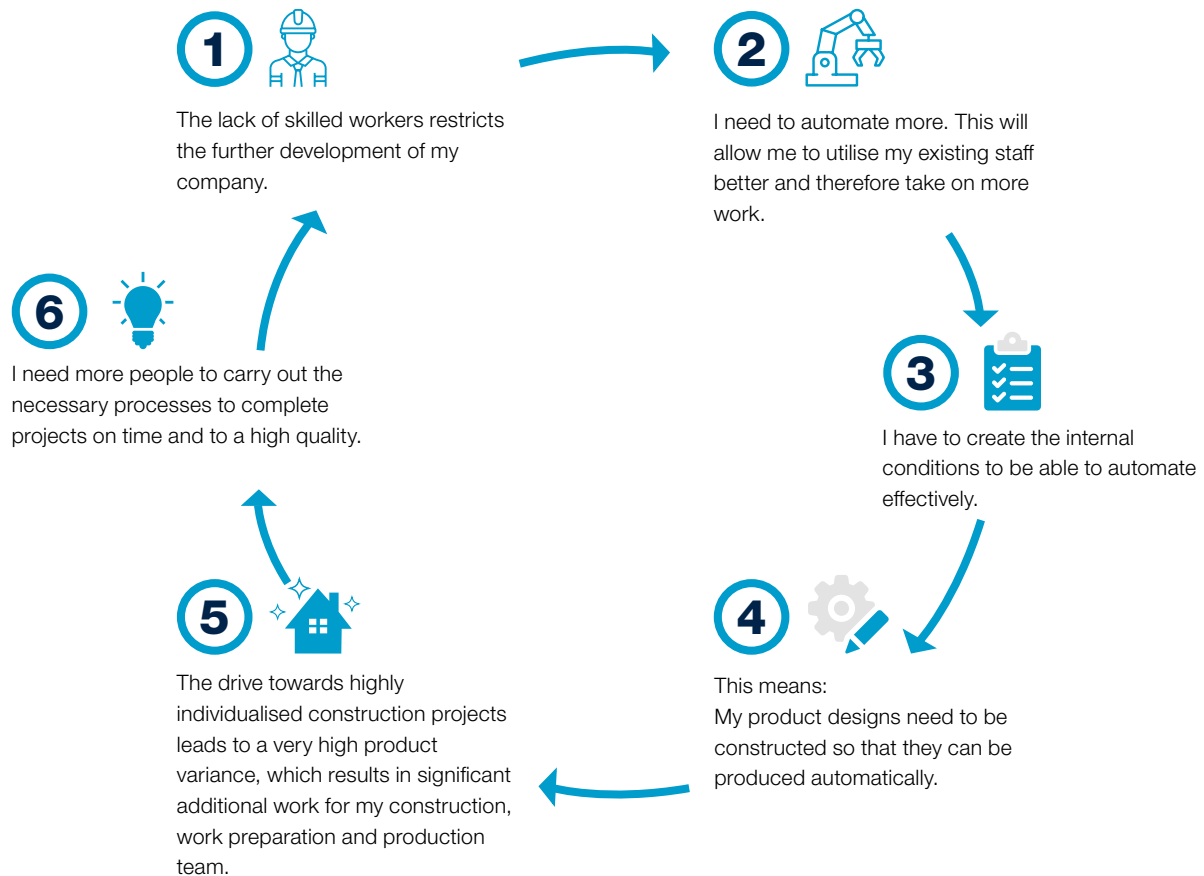 1
The lack of skilled workers restricts
the further development of my
company.
2
I need to automate more. This will
allow me to utilise my existing staff
better and therefore take on more
work.
3
I have to create the internal
conditions to be able to automate
effectively.
4
This means:
My product designs need to be
constructed so that they can be
produced automatically.
5
The drive towards highly
individualised construction projects
leads to a very high product
variance, which results in significant
additional work for my construction,
work preparation and production
team.
6
I need more people to carry out the
necessary processes to complete
projects on time and to a high quality.